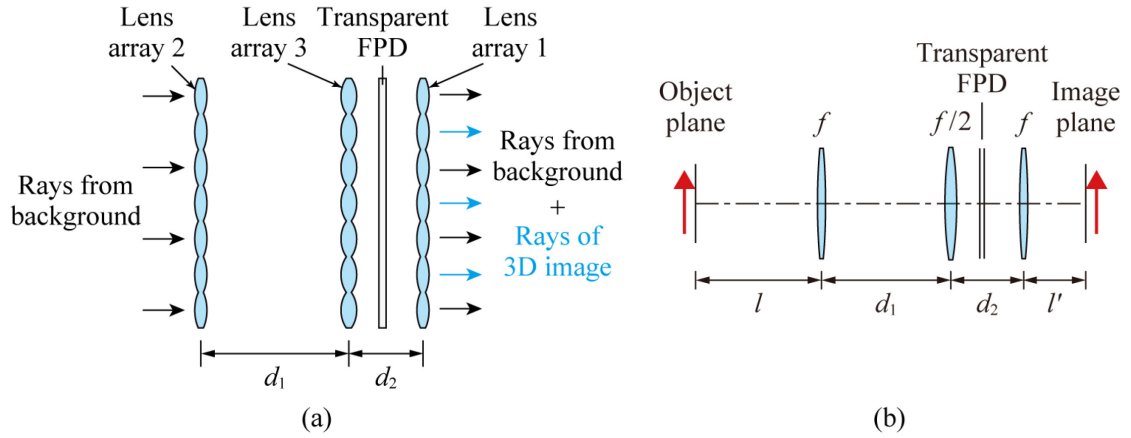 Lens
array 2
Lens
array 3
Transparent
FPD
Lens
array 1
Rays from
background
Rays from
background
+
Rays of
3D image
d1
d2
(a)
Object
plane
Transparent
FPD
Image
plane
f
f/2
f
l
d1
d2
l'
(b)